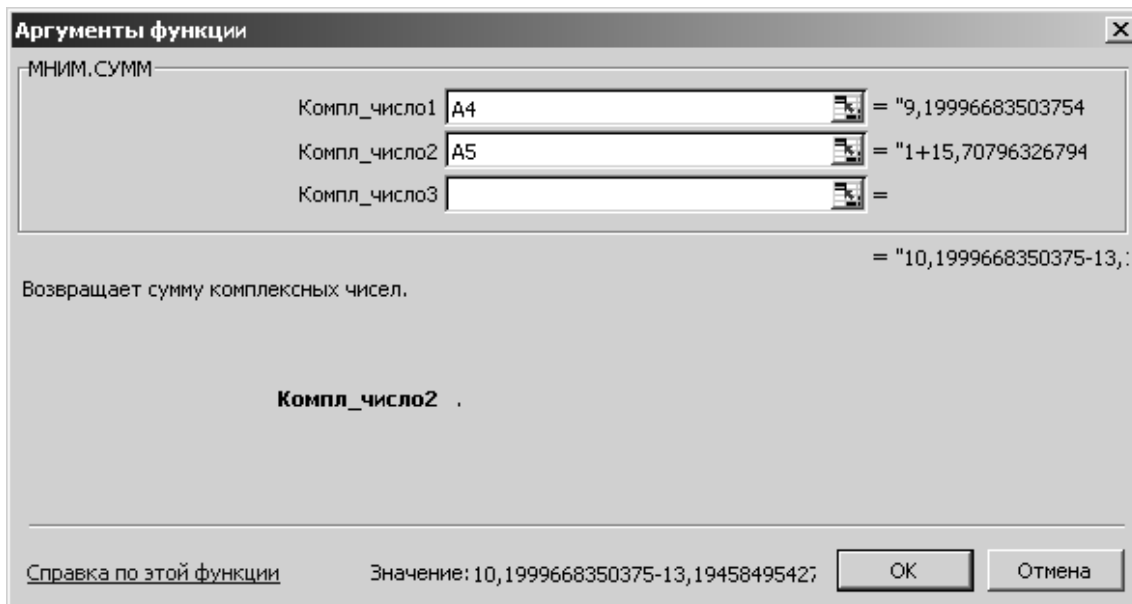 Аргументы функции
МНИМ.СУММ
Компл_число1 A4 = "9,19996683503754
Компл_число2 A5 = "1+15,70796326794
Компл_число3 =
= "10,1999668350375-13,:
Возвращает сумму комплексных чисел.
Компл_число2 .
Справка по этой функции Значение: 10,1999668350375-13,19458495427 OK Отмена